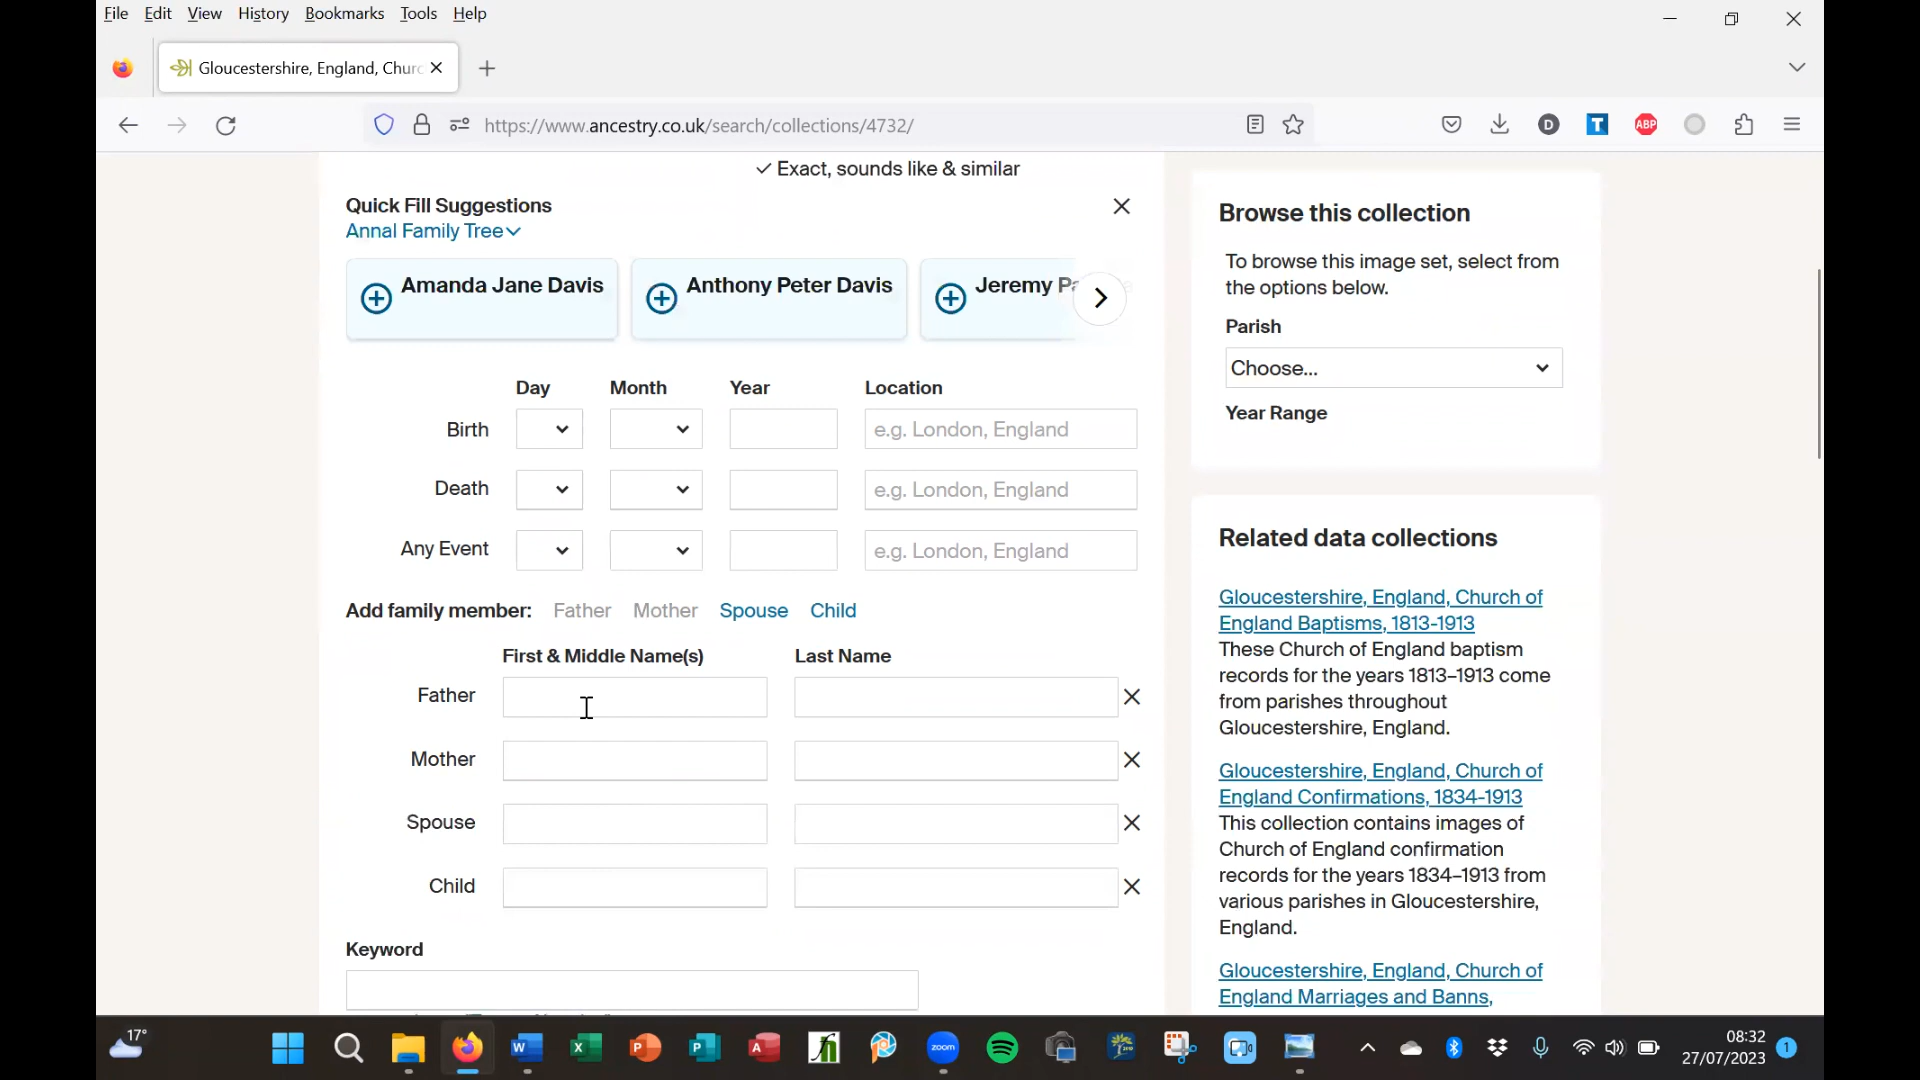 File Edit View History Bookmarks Tools Help
Gloucestershire, England, Churc
https://www.ancestry.co.uk/search/collections/4732/
D T ABP
Exact, sounds like & similar
Quick Fill Suggestions
Annal Family Tree
Amanda Jane Davis
Anthony Peter Davis
Jeremy Pa
Day Month Year Location
Birth e.g. London, England
Death e.g. London, England
Any Event e.g. London, England
Add family member: Father Mother Spouse Child
First & Middle Name(s) Last Name
Father
Mother
Spouse
Child
Keyword
Browse this collection
To browse this image set, select from
the options below.
Parish
Choose...
Year Range
Related data collections
Gloucestershire, England, Church of
England Baptisms, 1813-1913
These Church of England baptism
records for the years 1813–1913 come
from parishes throughout
Gloucestershire, England.
Gloucestershire, England, Church of
England Confirmations, 1834-1913
This collection contains images of
Church of England confirmation
records for the years 1834–1913 from
various parishes in Gloucestershire,
England.
Gloucestershire, England, Church of
England Marriages and Banns,
17°
zoom
08:32
27/07/2023
1